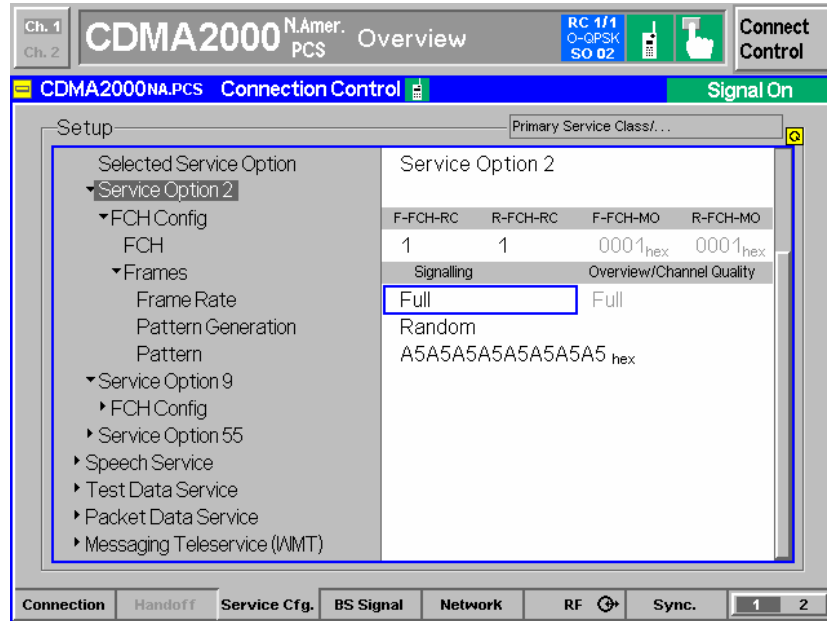 Ch. 1
Ch. 2
CDMA2000 N.Amer. PCS Overview
RC 1/1
O-QPSK
SO 02
Connect
Control
CDMA2000NA.PCS Connection Control
Signal On
Setup
Primary Service Class/...
Selected Service Option Service Option 2
Service Option 2
FCH Config F-FCH-RC R-FCH-RC F-FCH-MO R-FCH-MO
FCH 1 1 0001hex 0001hex
Frames Signalling Overview/Channel Quality
Frame Rate Full Full
Pattern Generation Random
Pattern A5A5A5A5A5A5A5A5 hex
Service Option 9
FCH Config
Service Option 55
Speech Service
Test Data Service
Packet Data Service
Messaging Teleservice (WMT)
Connection Handoff Service Cfg. BS Signal Network RF Sync. 1 2